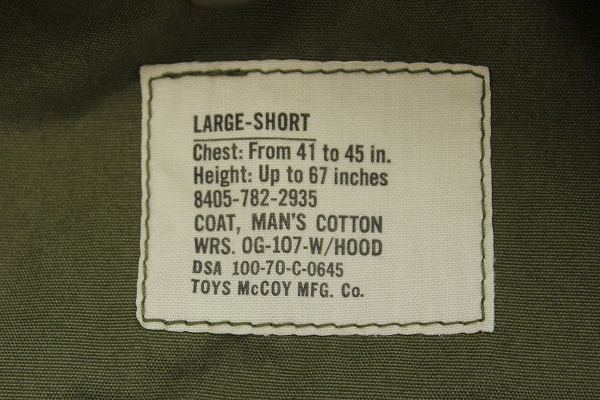 LARGE-SHORT
Chest: From 41 to 45 in.
Height: Up to 67 inches
8405-782-2935
COAT, MAN'S COTTON
WRS. OG-107-W/HOOD
DSA 100-70-C-0645
TOYS McCOY MFG. Co.